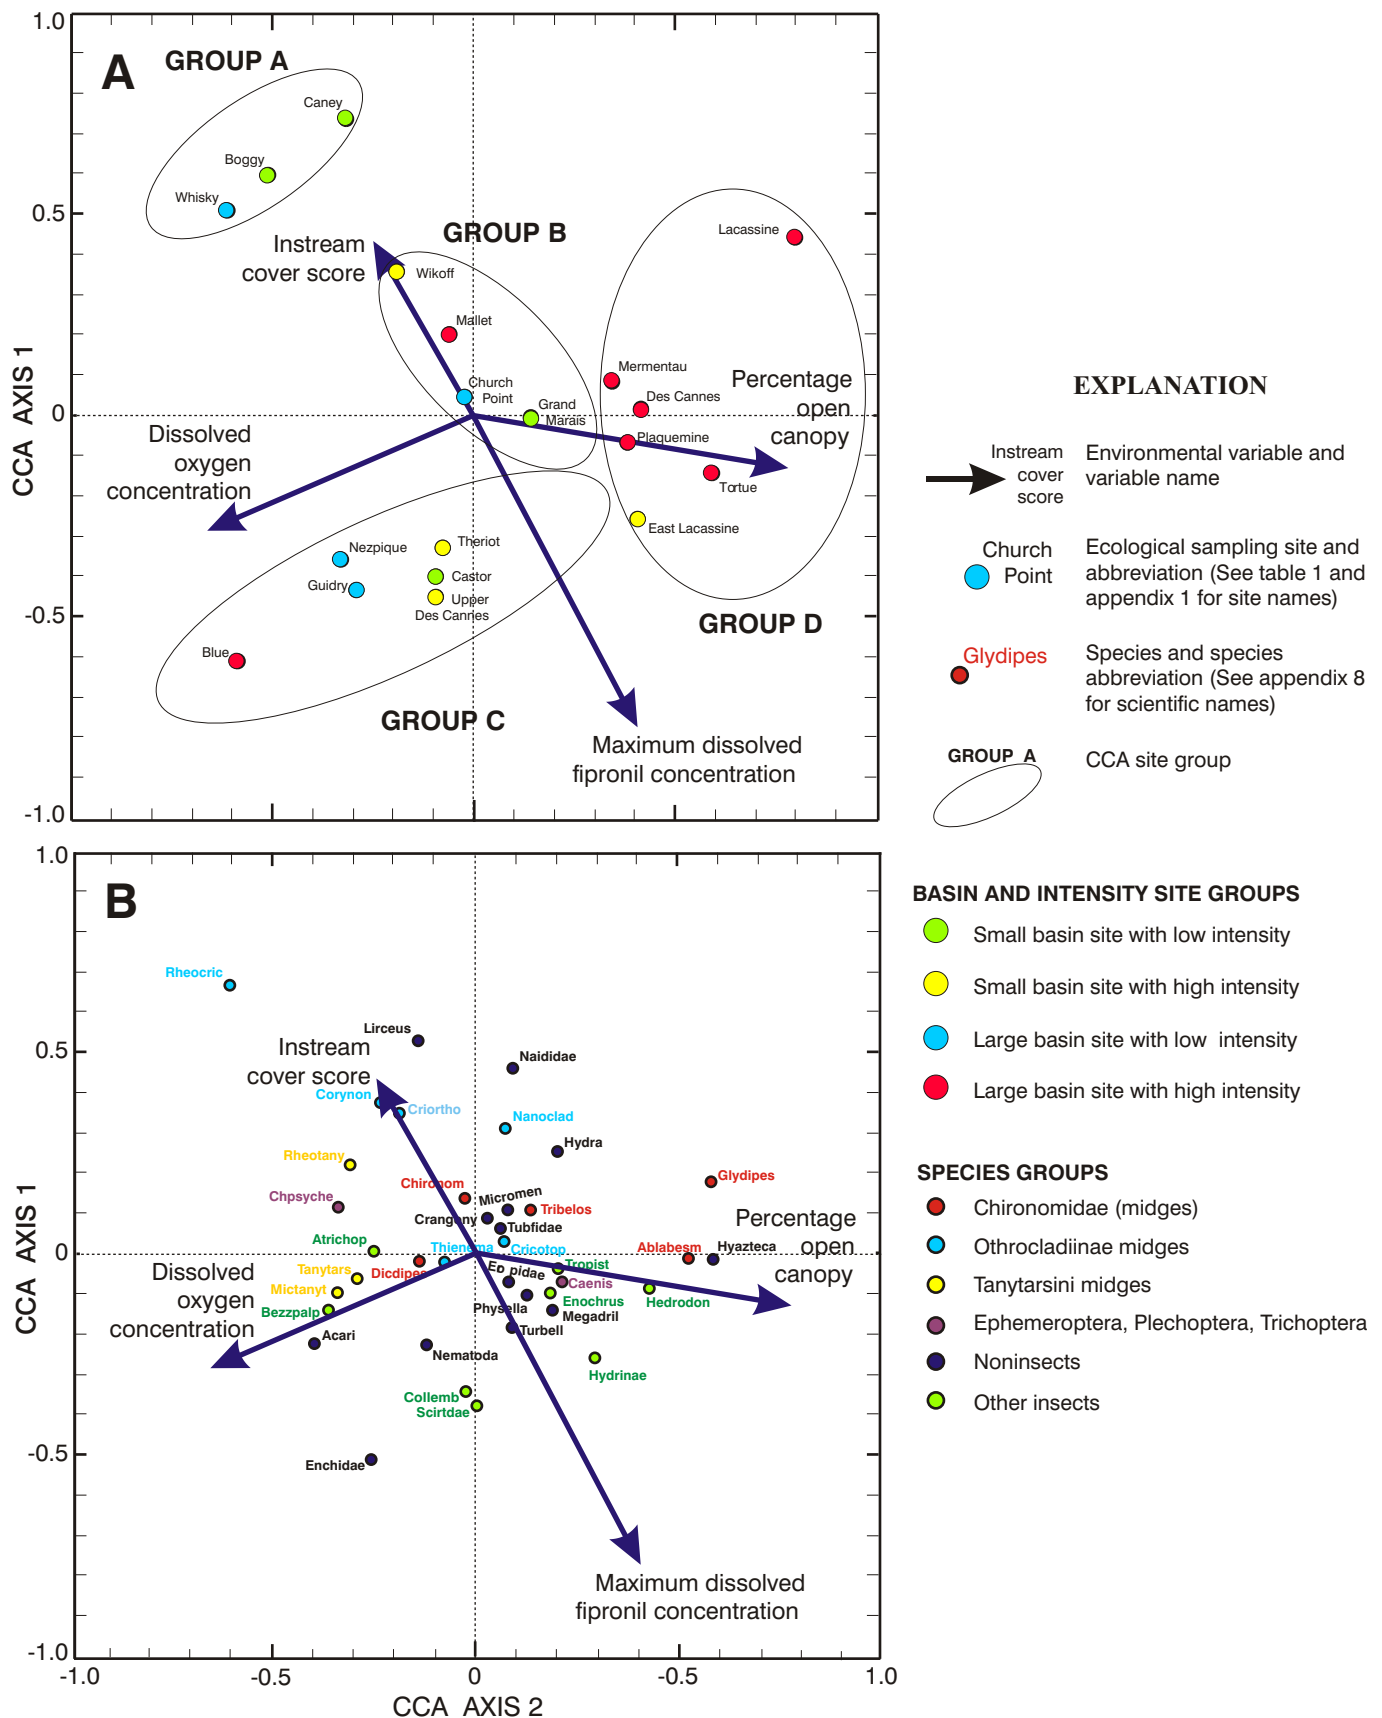 1.0
A
GROUP A
Caney
Boggy
Whisky
0.5
Instream
cover score
GROUP B
Wikoff
Mallet
Church
Point
Grand
Marais
Lacassine
Mermentau
Des Cannes
Plaquemine
Tortue
East Lacassine
Percentage
open
canopy
GROUP D
CCA AXIS 1
0
Dissolved
oxygen
concentration
Nezpique
Guidry
Theriot
Castor
Upper
Des Cannes
Blue
GROUP C
-0.5
Maximum dissolved
fipronil concentration
-1.0
EXPLANATION
Instream
cover
score
Environmental variable and
variable name
Church
Point
Ecological sampling site and
abbreviation (See table 1 and
appendix 1 for site names)
Glydipes
Species and species
abbreviation (See appendix 8
for scientific names)
GROUP A
CCA site group
BASIN AND INTENSITY SITE GROUPS
Small basin site with low intensity
Small basin site with high intensity
Large basin site with low intensity
Large basin site with high intensity
SPECIES GROUPS
Chironomidae (midges)
Othrocladiinae midges
Tanytarsini midges
Ephemeroptera, Plechoptera, Trichoptera
Noninsects
Other insects
1.0
B
Rheocric
Lirceus
0.5
Instream
cover score
Naididae
Corynon
Criortho
Nanoclad
Hydra
Rheotany
Chpsyche
Chironom
Micromen
Glydipes
Crangony
Tribelos
Tubfidae
Percentage
open
canopy
CCA AXIS 1
Atrichop
Thienema
Cricotop
Ablabesm
Hyazteca
0
Dissolved
oxygen
concentration
Tanytars
Dicdipes
Tropist
Mictanyt
Caenis
Bezzpalp
Enochrus
Hedrodon
Physella
Megadril
Acari
Turbell
Nematoda
Hydrinae
Collemb
Scirtdae
-0.5
Enchidae
Maximum dissolved
fipronil concentration
-1.0
-1.0
-0.5
0
-0.5
1.0
CCA AXIS 2